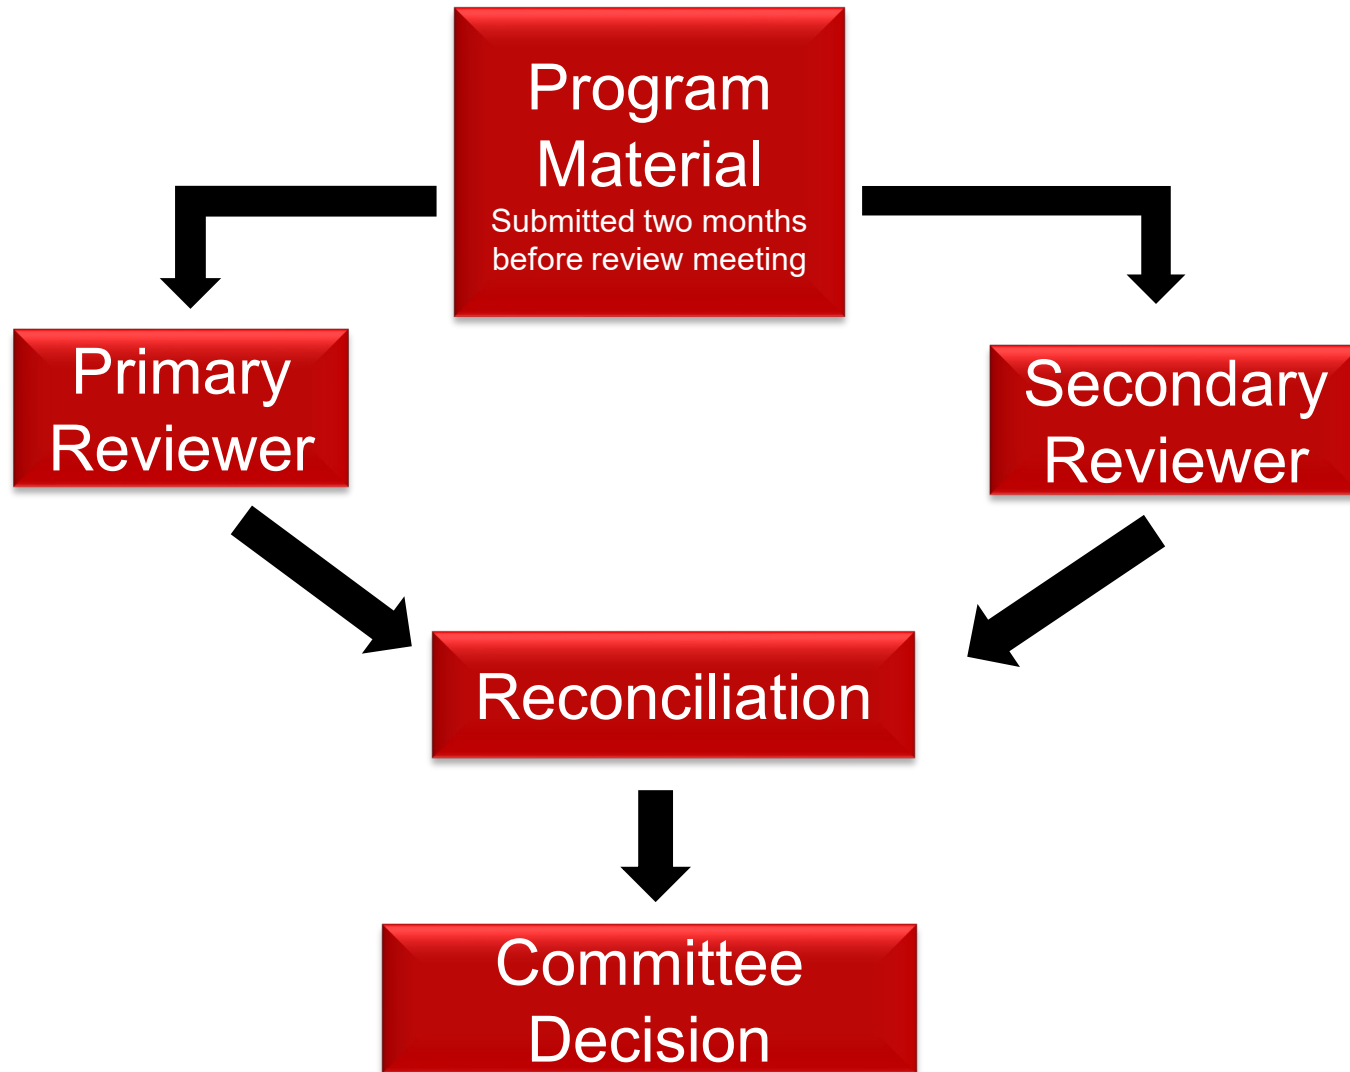 Program
Material
Submitted two months
before review meeting
Primary
Reviewer
Secondary
Reviewer
Reconciliation
Committee
Decision